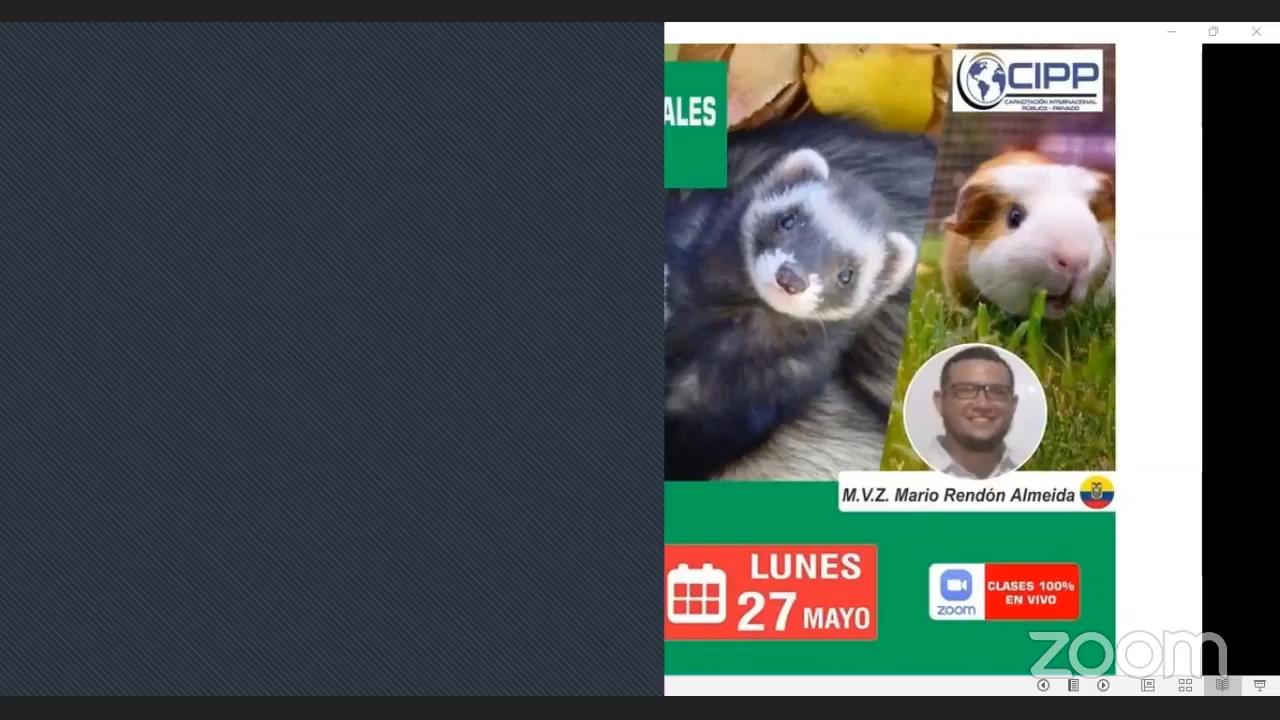 ALES
CIPP
CAPACITACIÓN INTERNACIONAL
PÚBLICO - PRIVADO
M.V.Z. Mario Rendón Almeida
LUNES
27 MAYO
zoom
CLASES 100%
EN VIVO
zoom